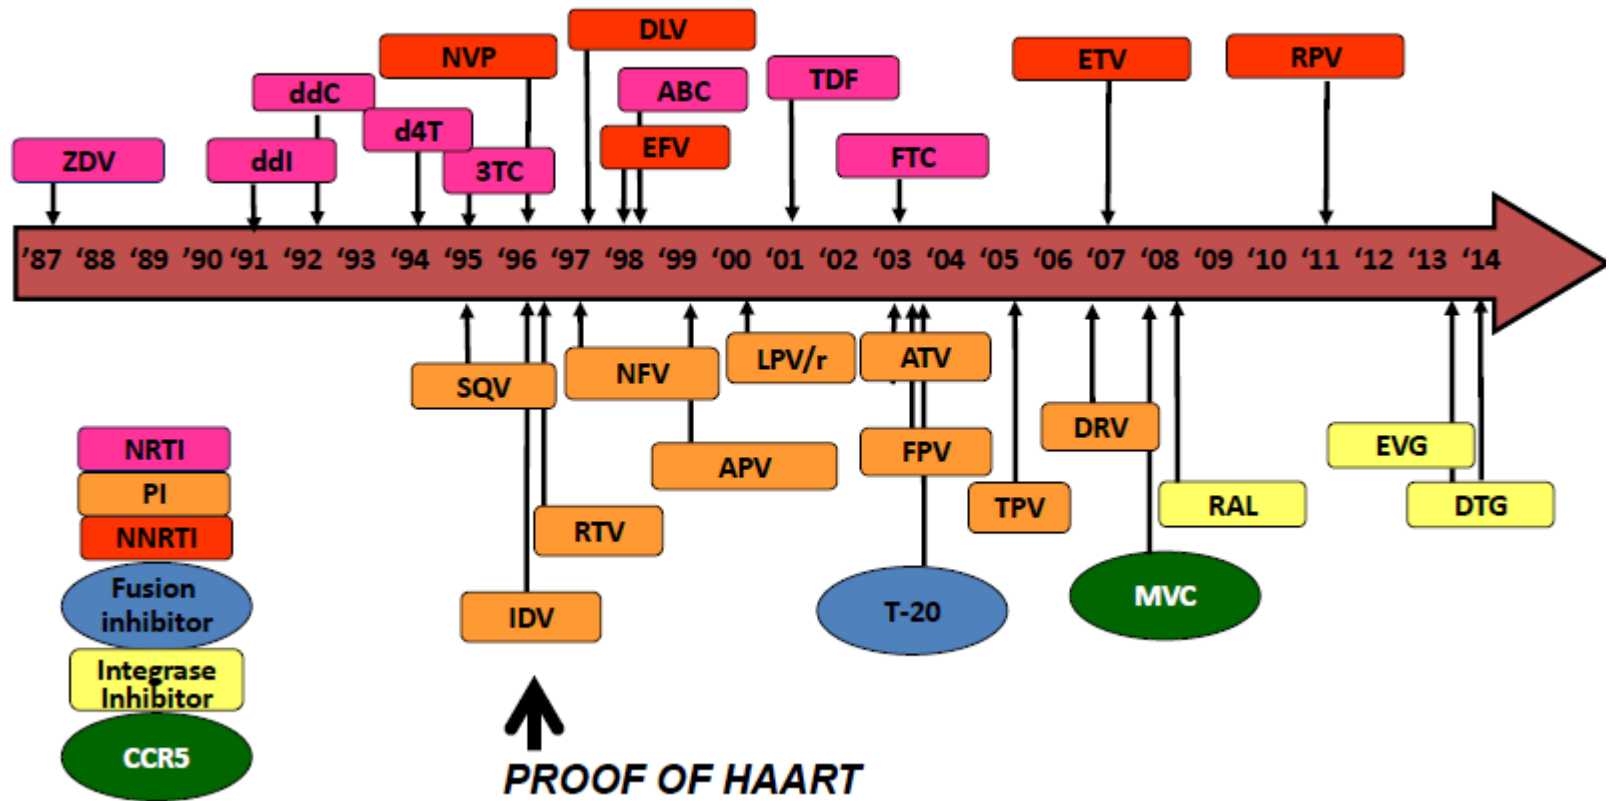 DLV
NVP
ETV
RPV
TDF
ddC
ABC
d4T
EFV
FTC
ZDV
ddI
3TC
’87 ‘88 ‘89 ‘90 ‘91 ‘92 ‘93 ‘94 ‘95 ‘96 ‘97 ‘98 ‘99 ‘00 ‘01 ‘02 ‘03 ‘04 ‘05 ‘06 ‘07 ‘08 ‘09 ‘10 ‘11 ‘12 ‘13 ‘14
SQV
NFV
LPV/r
ATV
APV
FPV
DRV
EVG
RTV
TPV
RAL
DTG
IDV
T-20
MVC
NRTI
PI
NNRTI
Fusion
inhibitor
Integrase
Inhibitor
CCR5
PROOF OF HAART